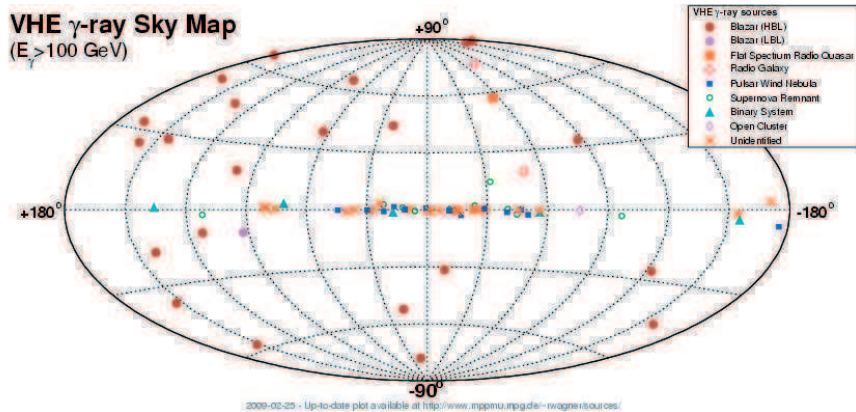 VHE γ-ray Sky Map
(Eγ>100 GeV)
+90°
VHE γ-ray sources
Blazar (HBL)
Blazar (LBL)
Flat Spectrum Radio Quasar
Radio Galaxy
Pulsar Wind Nebula
Supernova Remnant
Binary System
Open Cluster
Unidentified
+180°
-180°
-90°
2009-02-25 - Up-to-date plot available at http://www.mppmu.mpg.de/~rwagner/sources/